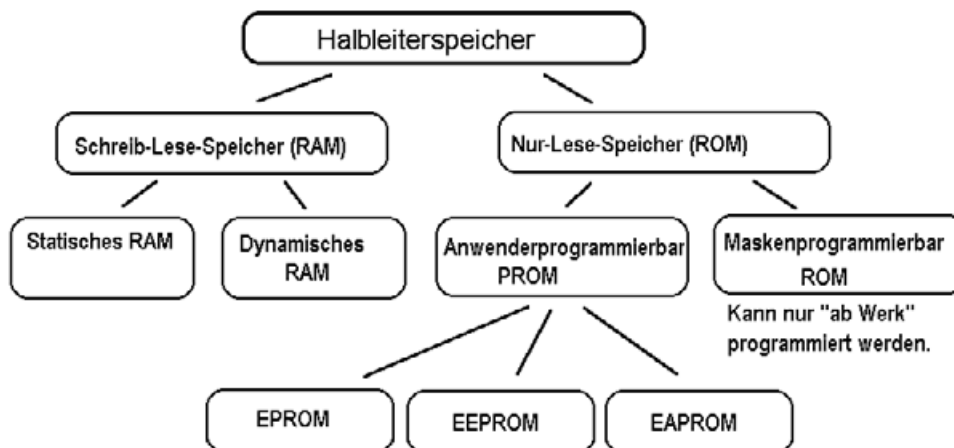 Halbleiterspeicher
Schreib-Lese-Speicher (RAM)
Nur-Lese-Speicher (ROM)
Statisches RAM
Dynamisches
RAM
Anwenderprogrammierbar
PROM
Maskenprogrammierbar
ROM
Kann nur "ab Werk"
programmiert werden.
EPROM
EEPROM
EAPROM